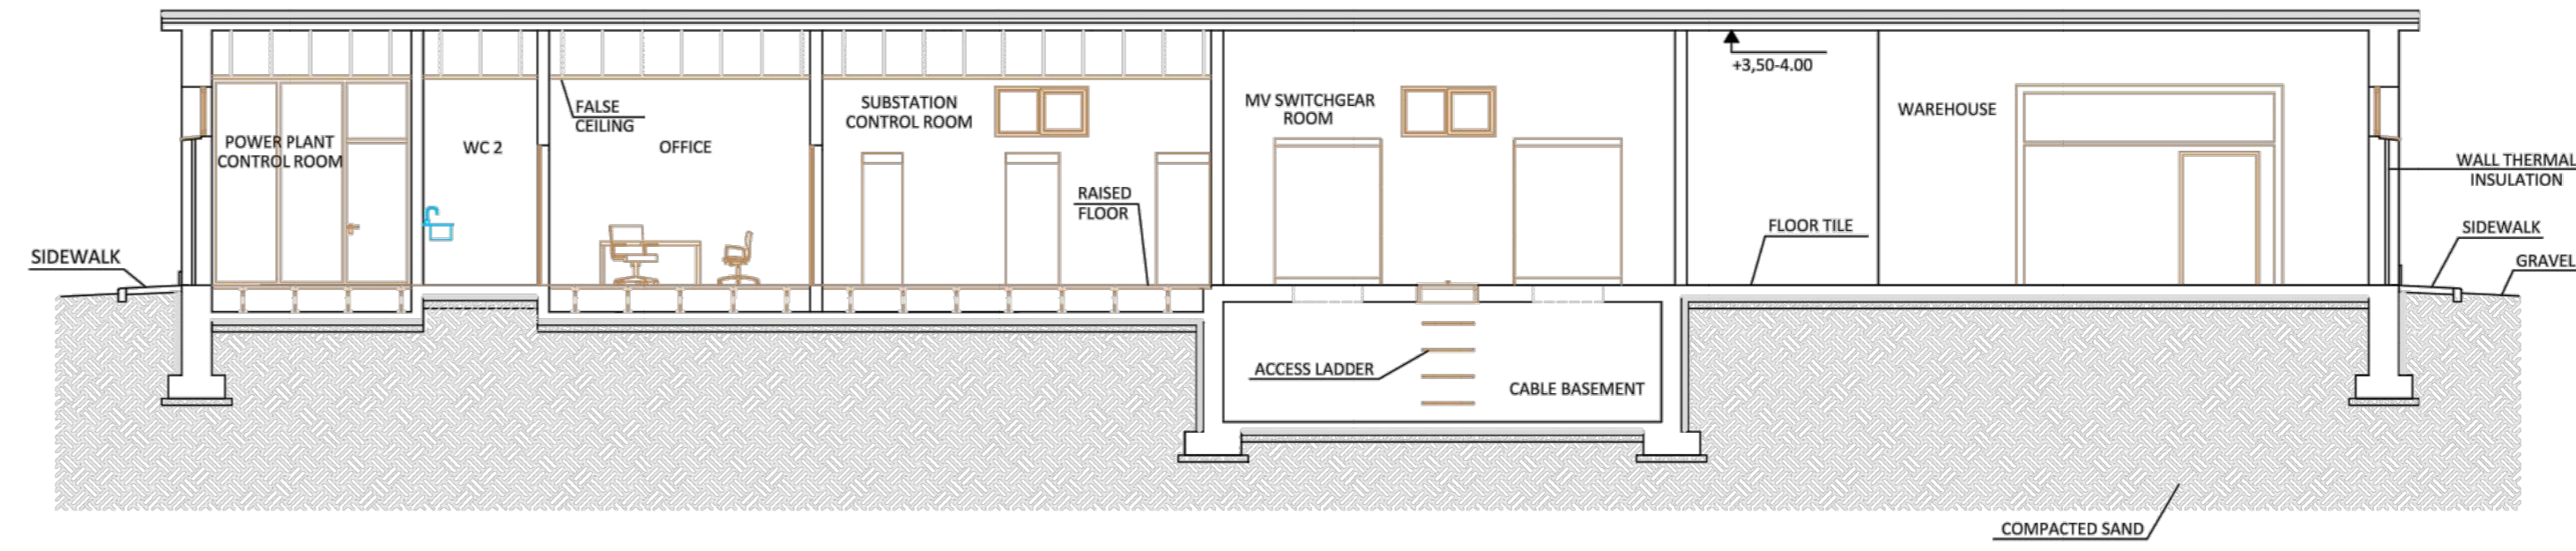 +3,50-4.00
FALSE
CEILING
SUBSTATION
CONTROL ROOM
MV SWITCHGEAR
ROOM
WAREHOUSE
POWER PLANT
CONTROL ROOM
WC 2
OFFICE
WALL THERMAL
INSULATION
RAISED
FLOOR
FLOOR TILE
SIDEWALK
SIDEWALK
GRAVEL
ACCESS LADDER
CABLE BASEMENT
COMPACTED SAND